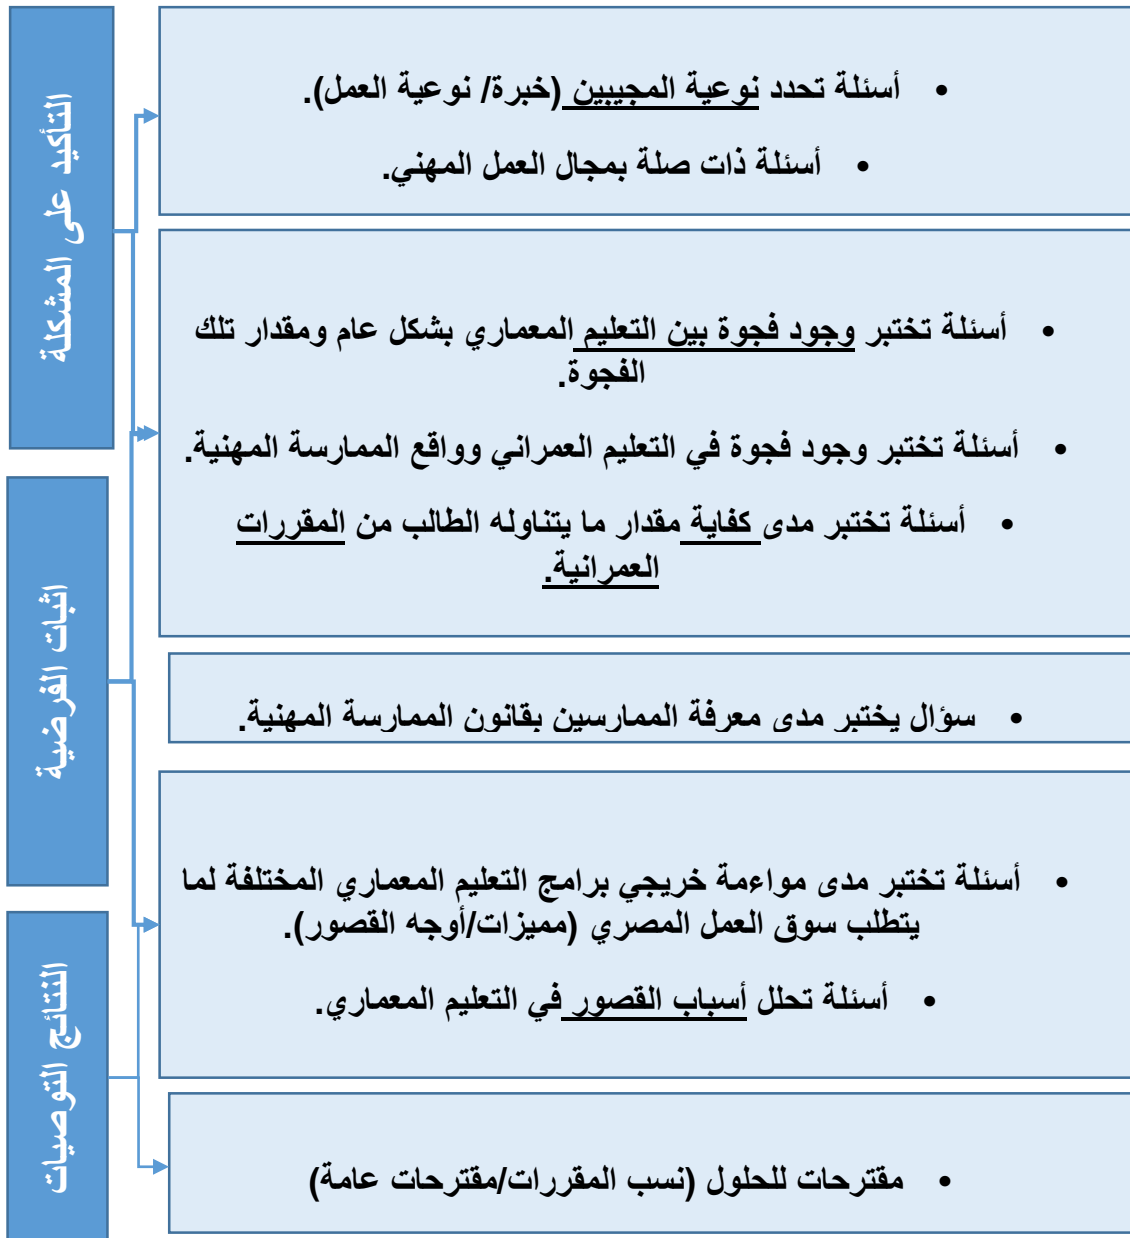 التأكيد على المشكلة
• أسئلة تحدد نوعية المجيبين (خبرة/ نوعية العمل).
• أسئلة ذات صلة بمجال العمل المهني.
• أسئلة تختبر وجود فجوة بين التعليم المعماري بشكل عام ومقدار تلك
الفجوة.
• أسئلة تختبر وجود فجوة في التعليم العمراني وواقع الممارسة المهنية.
• أسئلة تختبر مدى كفاية مقدار ما يتناوله الطالب من المقررات
العمرانية.
اثبات الفرضية
• سؤال يختبر مدى معرفة الممارسين بقانون الممارسة المهنية.
• أسئلة تختبر مدى مواءمة خريجي برامج التعليم المعماري المختلفة لما
يتطلب سوق العمل المصري (مميزات/أوجه القصور).
• أسئلة تحلل أسباب القصور في التعليم المعماري.
النتائج التوصيات
• مقترحات للحلول (نسب المقررات/مقترحات عامة)